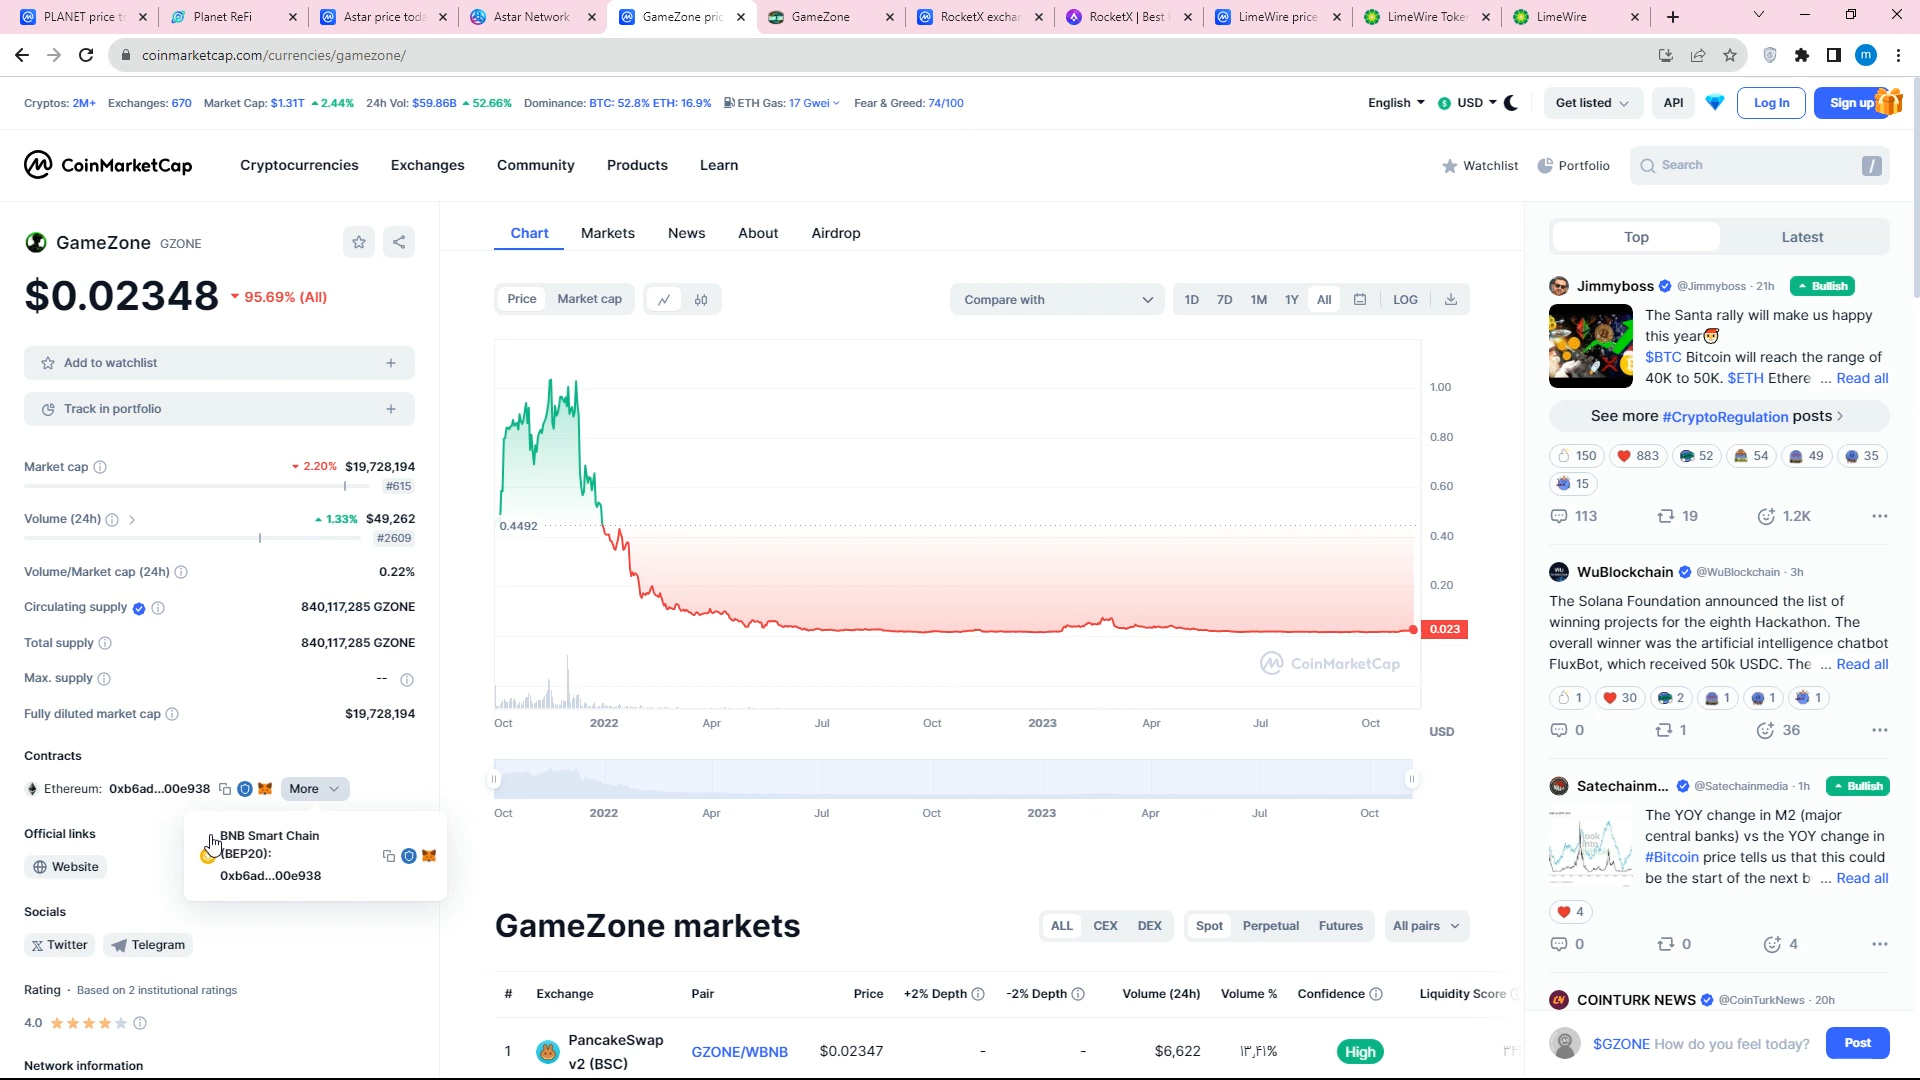 PLANET price to
Planet ReFi
Astar price toda
Astar Network
GameZone pric
GameZone
RocketX exchan
RocketX | Best
LimeWire price
LimeWire Toke
LimeWire
coinmarketcap.com/currencies/gamezone/
m
Cryptos: 2M+ Exchanges: 670 Market Cap: $1.31T 2.44% 24h Vol: $59.86B 52.66% Dominance: BTC: 52.8% ETH: 16.9% ETH Gas: 17 Gwei Fear & Greed: 74/100
English USD Get listed API Log In Sign up
CoinMarketCap
Cryptocurrencies Exchanges Community Products Learn
Watchlist Portfolio Search /
GameZone GZONE
$0.02348 95.69% (All)
Add to watchlist +
Track in portfolio +
Market cap 2.20% $19,728,194
#615
Volume (24h) 1.33% $49,262
#2609
Volume/Market cap (24h) 0.22%
Circulating supply 840,117,285 GZONE
Total supply 840,117,285 GZONE
Max. supply --
Fully diluted market cap $19,728,194
Contracts
Ethereum: 0xb6ad...00e938 More
BNB Smart Chain
(BEP20):
0xb6ad...00e938
Official links
Website
Socials
Twitter Telegram
Rating · Based on 2 institutional ratings
4.0
Network information
Chart Markets News About Airdrop
Price Market cap
Compare with
1D 7D 1M 1Y All LOG
1.00
0.80
0.60
0.4492
0.40
0.20
0.023
CoinMarketCap
Oct 2022 Apr Jul Oct 2023 Apr Jul Oct
USD
Oct 2022 Apr Jul Oct 2023 Apr Jul Oct
GameZone markets
ALL CEX DEX Spot Perpetual Futures All pairs
# Exchange Pair Price +2% Depth -2% Depth Volume (24h) Volume % Confidence Liquidity Score
1 PancakeSwap
v2 (BSC)
GZONE/WBNB $0.02347 - - $6,622 ۱۳٫۴۱% High
Top Latest
Jimmyboss @Jimmyboss · 21h Bullish
The Santa rally will make us happy
this year
$BTC Bitcoin will reach the range of
40K to 50K. $ETH Ethere ... Read all
See more #CryptoRegulation posts
150 883 52 54 49 35
15
113 19 1.2K
WuBlockchain @WuBlockchain · 3h
The Solana Foundation announced the list of
winning projects for the eighth Hackathon. The
overall winner was the artificial intelligence chatbot
FluxBot, which received 50k USDC. The ... Read all
1 30 2 1 1 1
0 1 36
Satechainm... @Satechainmedia · 1h Bullish
The YOY change in M2 (major
central banks) vs the YOY change in
#Bitcoin price tells us that this could
be the start of the next b ... Read all
4
0 0 4
COINTURK NEWS @CoinTurkNews · 20h
$GZONE How do you feel today? Post